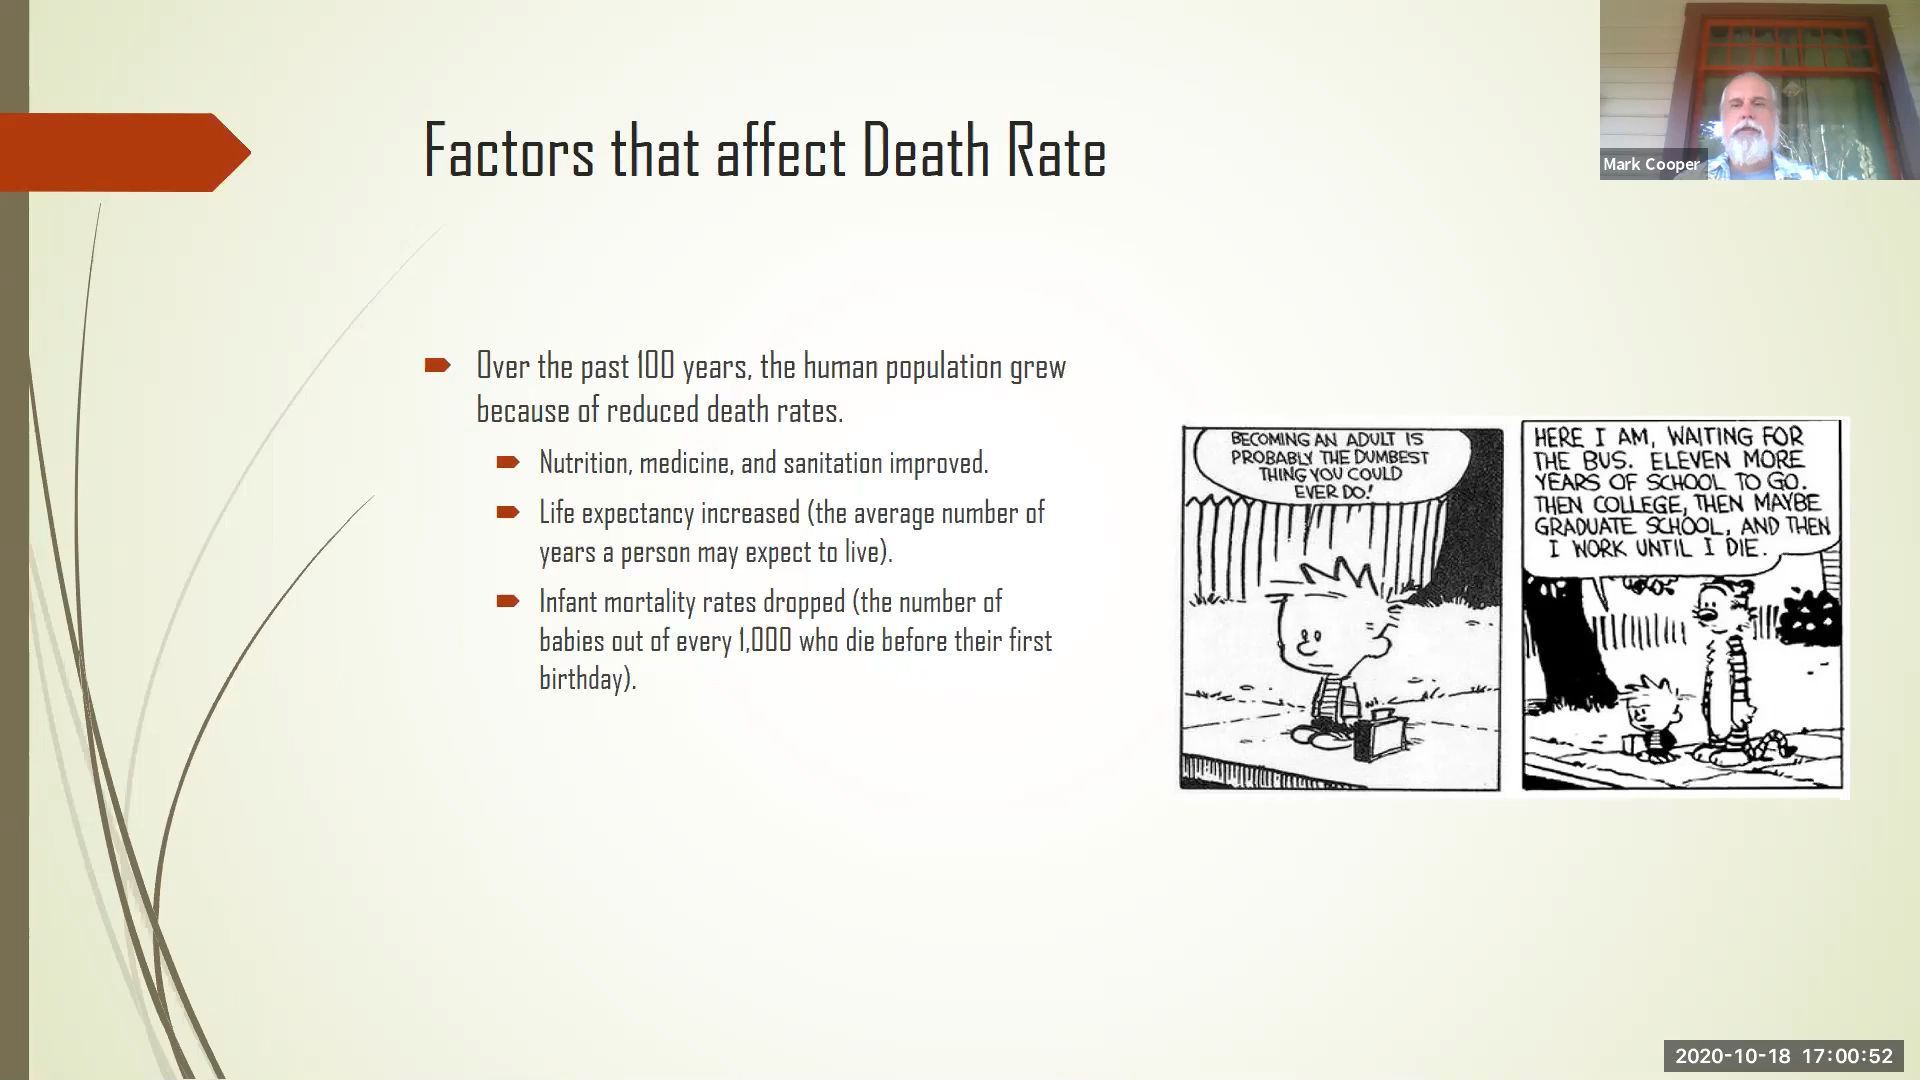 Factors that affect Death Rate
Mark Cooper
Over the past 100 years, the human population grew
because of reduced death rates.
Nutrition, medicine, and sanitation improved.
Life expectancy increased (the average number of
years a person may expect to live).
Infant mortality rates dropped (the number of
babies out of every 1,000 who die before their first
birthday).
BECOMING AN ADULT IS
PROBABLY THE DUMBEST
THING YOU COULD
EVER DO!
HERE I AM, WAITING FOR
THE BUS. ELEVEN MORE
YEARS OF SCHOOL TO GO.
THEN COLLEGE, THEN MAYBE
GRADUATE SCHOOL, AND THEN
I WORK UNTIL I DIE.
2020-10-18 17:00:52